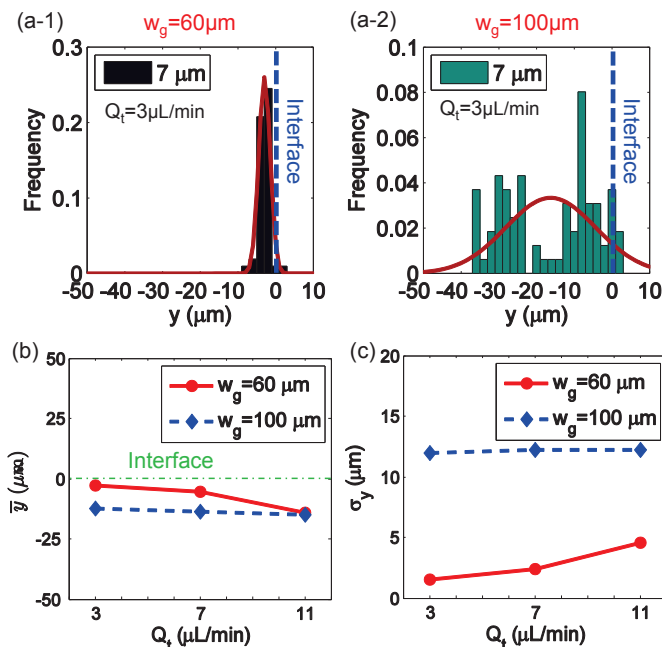 (a-1) w_g=60μm
0.3
0.2
0.1
0
Frequency
7 μm
Q_t=3μL/min
Interface
-50 -40 -30 -20 -10 0 10
y (μm)
(a-2) w_g=100μm
0.1
0.08
0.06
0.04
0.02
0
Frequency
7 μm
Q_t=3μL/min
Interface
-50 -40 -30 -20 -10 0 10
y (μm)
(b)
50
25
0
-25
-50
w_g=60 μm
w_g=100 μm
Interface
3 7 11
Q_t (μL/min)
(c)
20
15
10
5
0
σ_y (μm)
w_g=60 μm
w_g=100 μm
3 7 11
Q_t (μL/min)